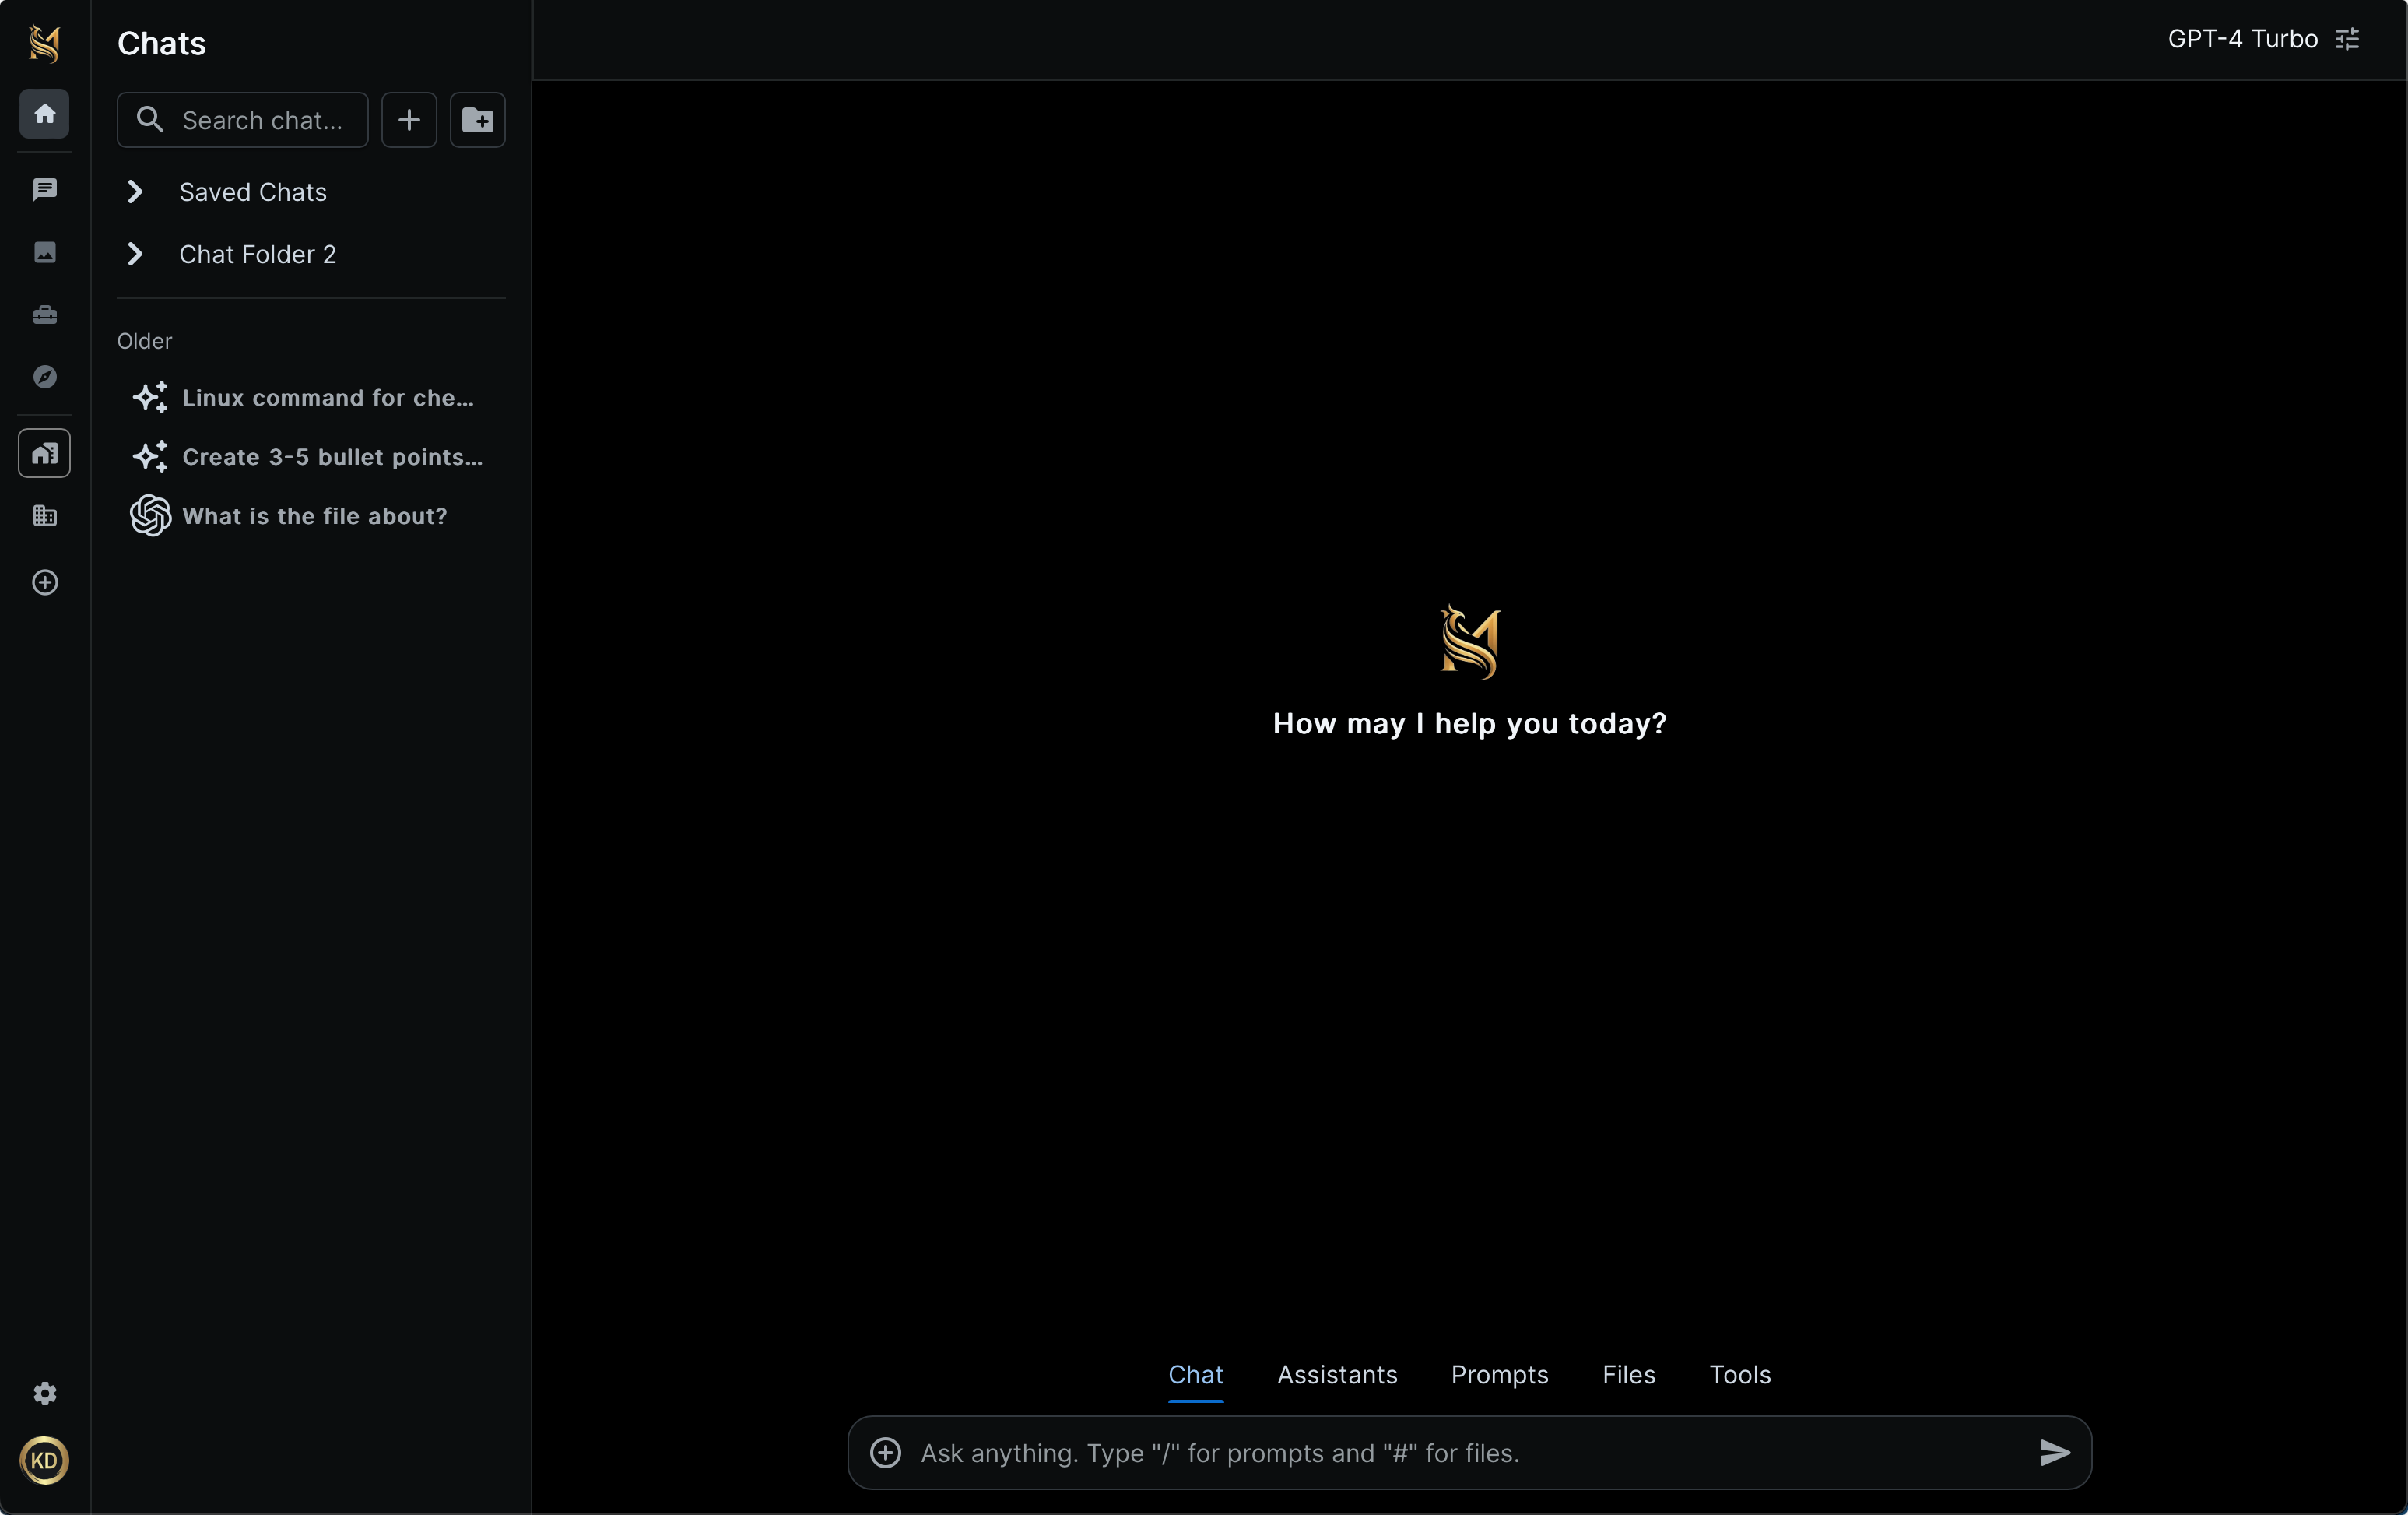 Chats
GPT-4 Turbo
Search chat...
Saved Chats
Chat Folder 2
Older
Linux command for che...
Create 3-5 bullet points...
What is the file about?
How may I help you today?
Chat Assistants Prompts Files Tools
Ask anything. Type "/" for prompts and "#" for files.
KD